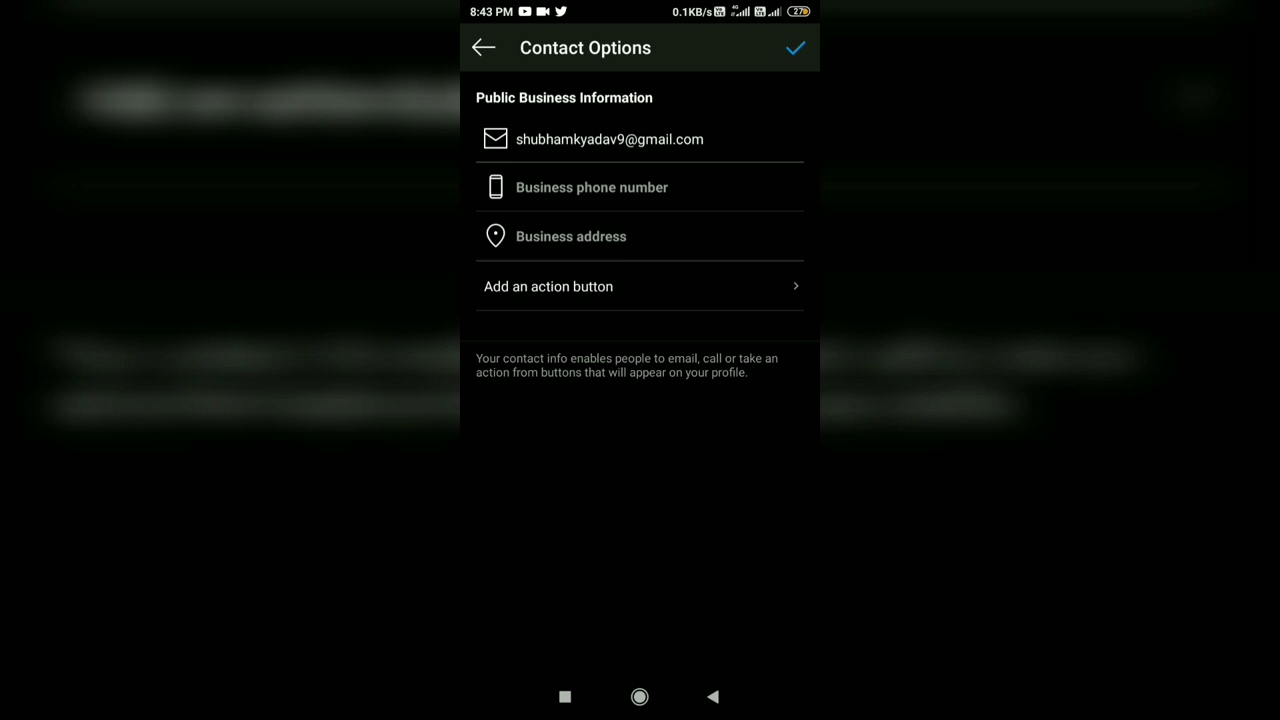 8:43 PM 0.1KB/s 4G 27
Contact Options
Public Business Information
shubhamkyadav9@gmail.com
Business phone number
Business address
Add an action button
Your contact info enables people to email, call or take an
action from buttons that will appear on your profile.